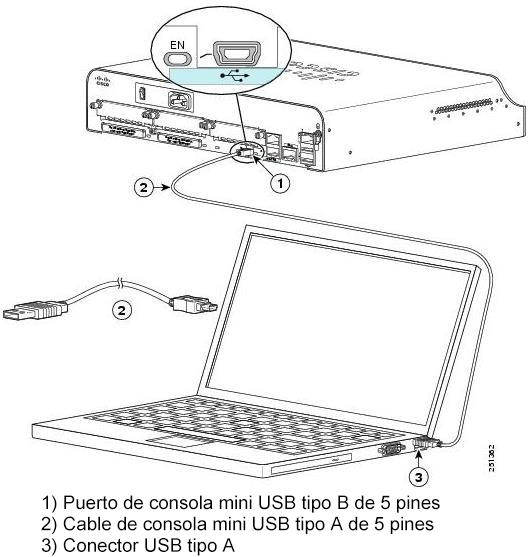 EN
CISCO
1
2
2
3
251362
1) Puerto de consola mini USB tipo B de 5 pines
2) Cable de consola mini USB tipo A de 5 pines
3) Conector USB tipo A